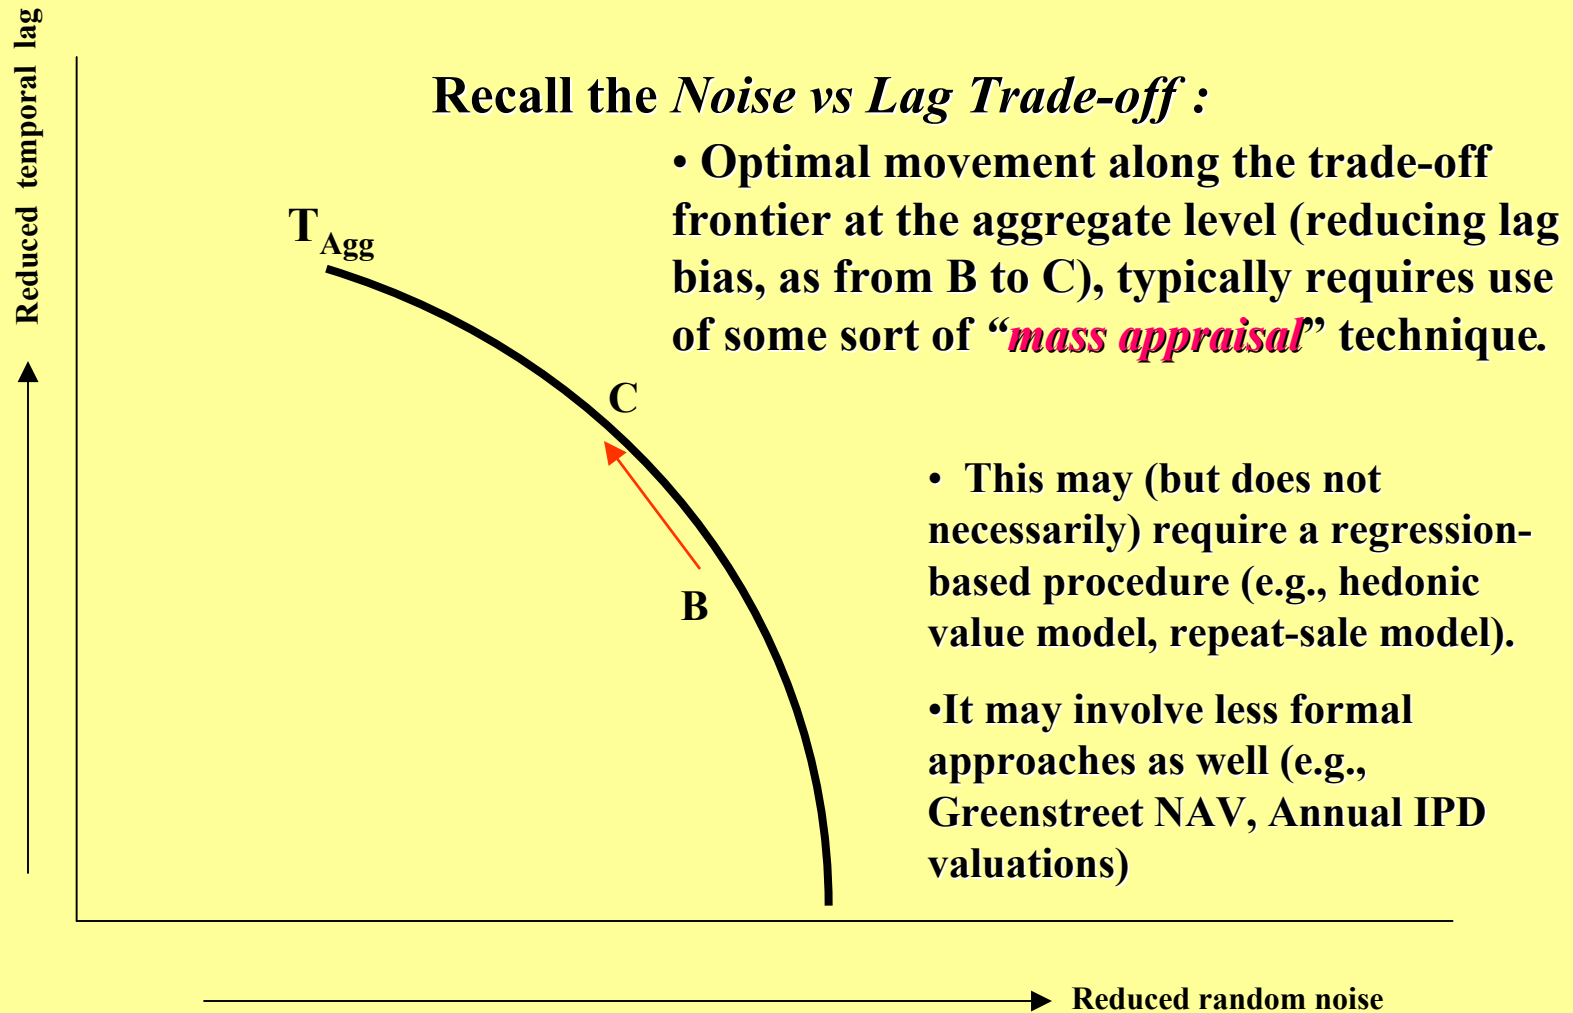 Reduced temporal lag
Recall the Noise vs Lag Trade-off :
• Optimal movement along the trade-off
frontier at the aggregate level (reducing lag
bias, as from B to C), typically requires use
of some sort of “mass appraisal” technique.
T Agg
C
B
• This may (but does not
necessarily) require a regression-
based procedure (e.g., hedonic
value model, repeat-sale model).
•It may involve less formal
approaches as well (e.g.,
Greenstreet NAV, Annual IPD
valuations)
Reduced random noise